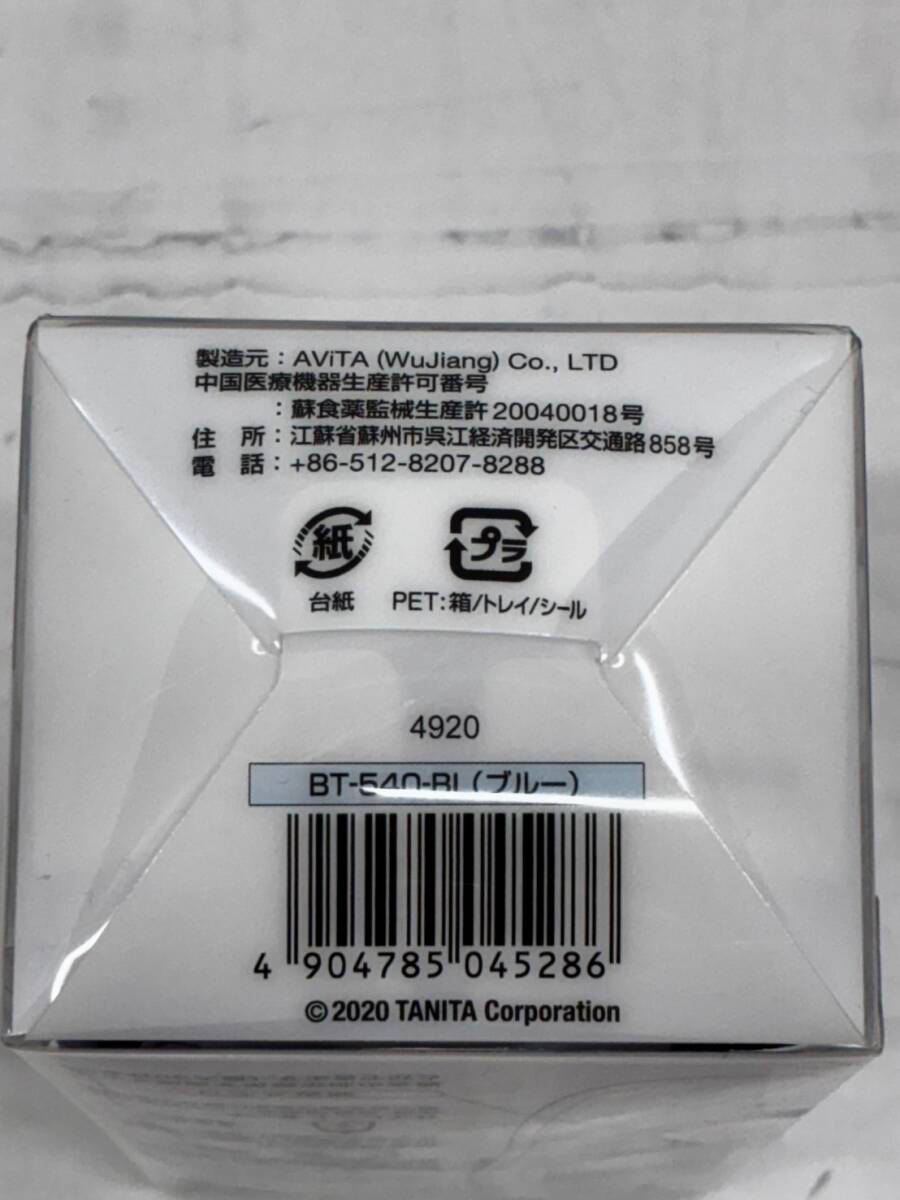 製造元：AViTA (WuJiang) Co., LTD
中国医療機器生産許可番号
：蘇食薬監械生産許20040018号
住　所：江蘇省蘇州市呉江経済開発区交通路858号
電　話：+86-512-8207-8288
紙 プラ
台紙 PET：箱/トレイ/シール
4920
BT-540-BL（ブルー）
4 904785 045286
©2020 TANITA Corporation